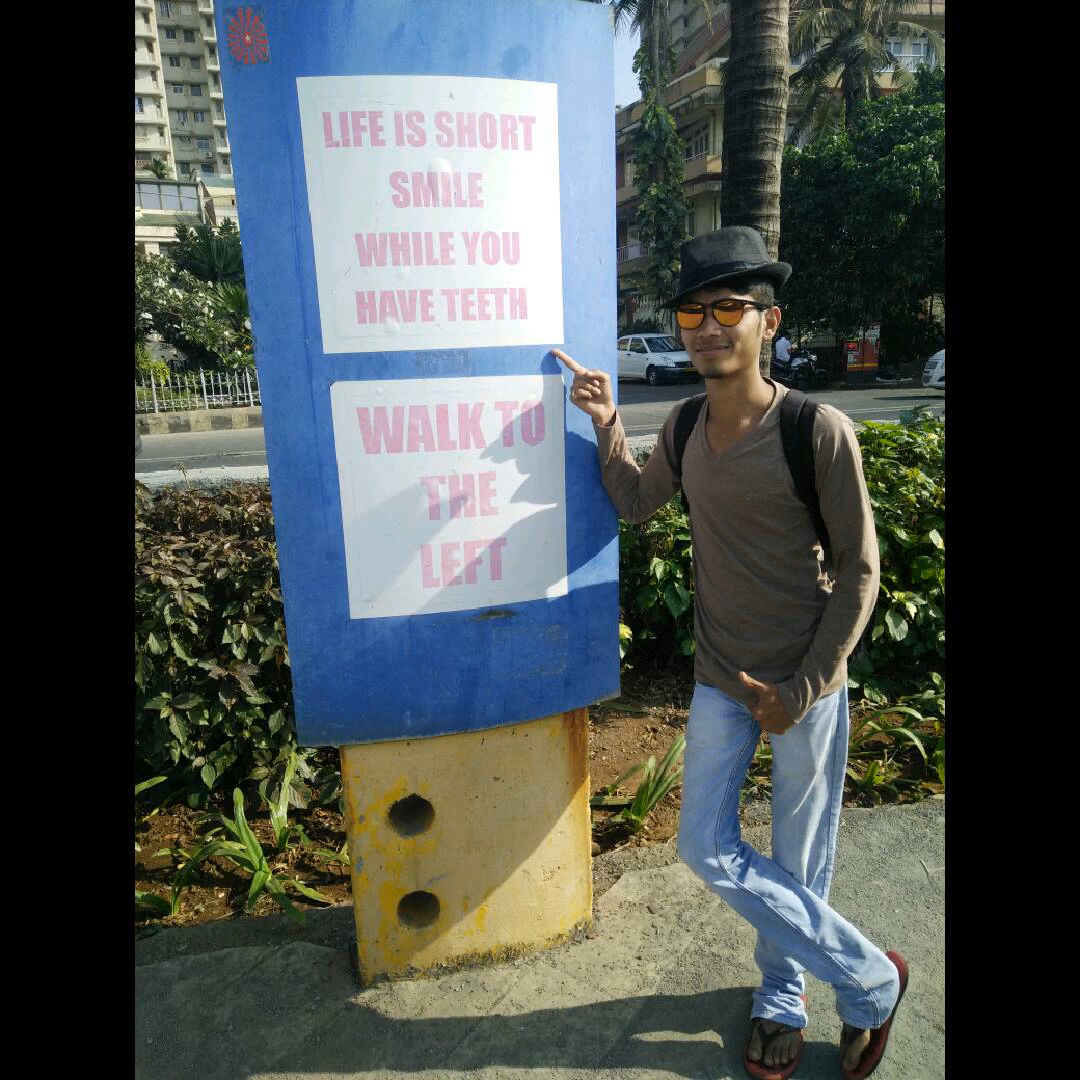 LIFE IS SHORT
SMILE
WHILE YOU
HAVE TEETH
WALK TO
THE
LEFT